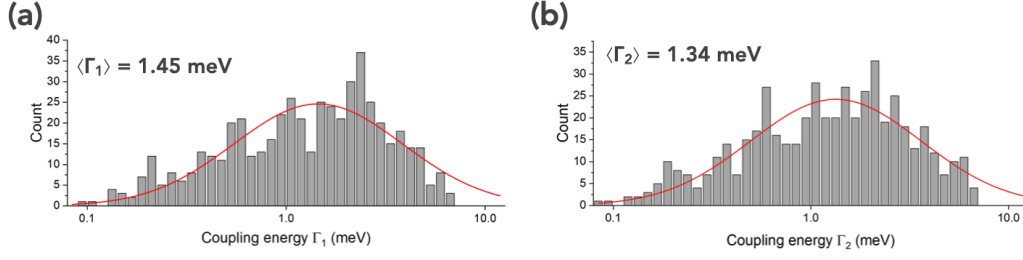 (a)
⟨Γ₁⟩ = 1.45 meV
Count
40
35
30
25
20
15
10
5
0
0.1 1.0 10.0
Coupling energy Γ₁ (meV)
(b)
⟨Γ₂⟩ = 1.34 meV
Count
35
30
25
20
15
10
5
0
0.1 1.0 10.0
Coupling energy Γ₂ (meV)